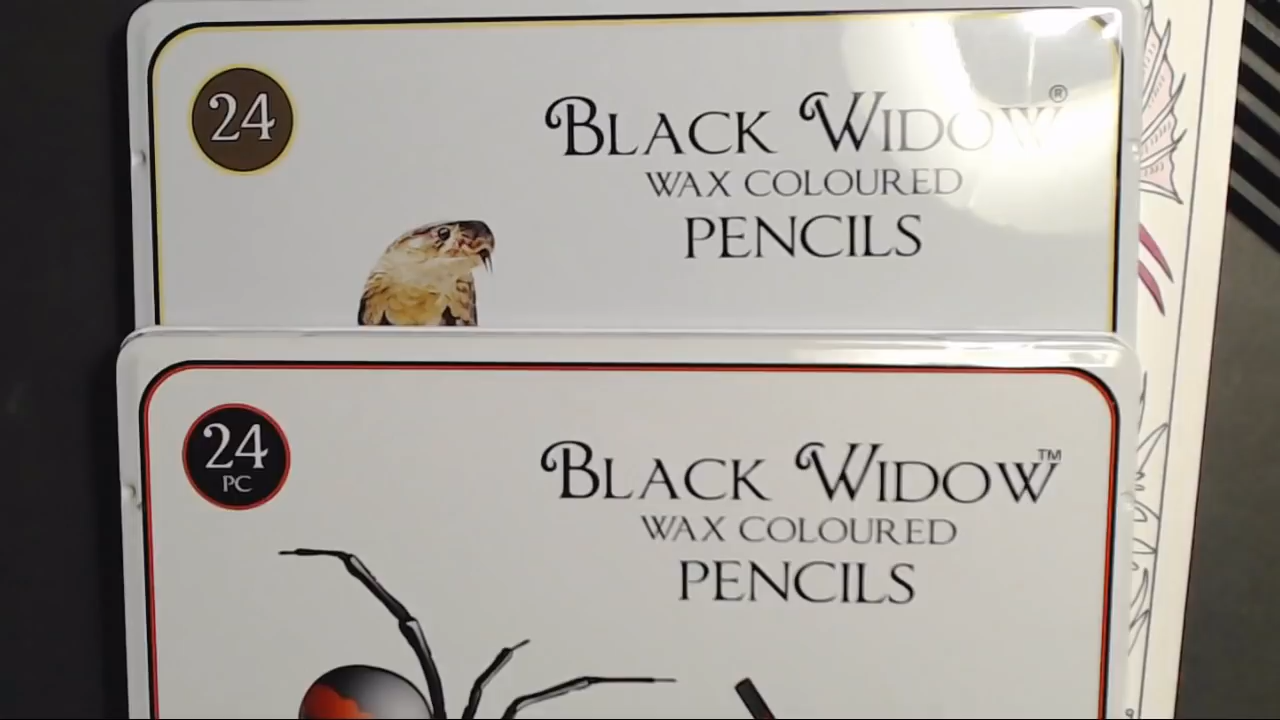 24
BLACK WIDOW®
WAX COLOURED
PENCILS
24
PC
BLACK WIDOW™
WAX COLOURED
PENCILS